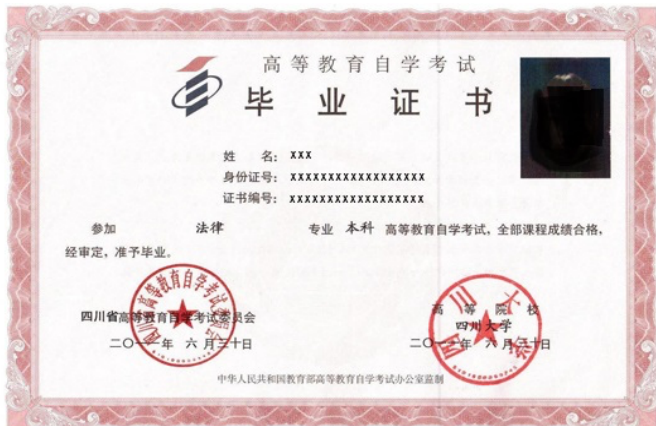 高等教育自学考试
毕业证书
姓 名： xxx
身份证号： xxxxxxxxxxxxxxxxxx
证书编号： xxxxxxxxxxxxxxxxxx
参加 法律 专业 本科 高等教育自学考试，全部课程成绩合格，
经审定，准予毕业。
四川省高等教育自学考试委员会
二〇一一年 六月三十日
高等院校
四川大学
二〇一一年 六月三十日
中华人民共和国教育部高等教育自学考试办公室监制